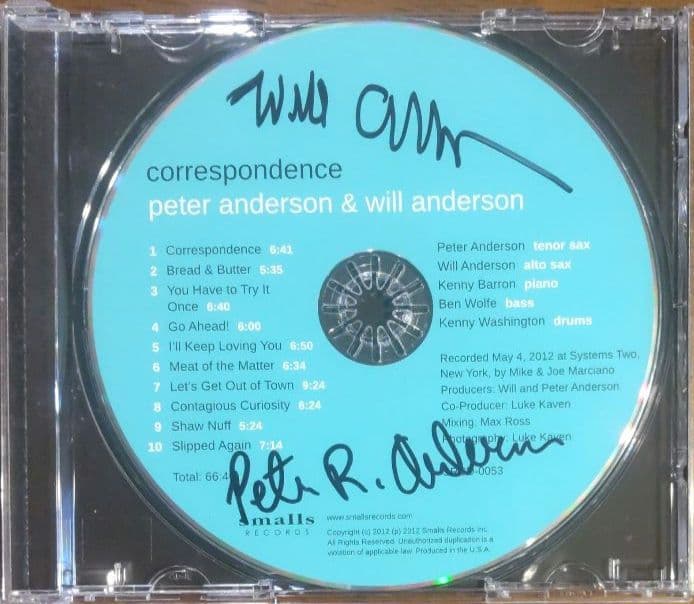 Will
correspondence
peter anderson & will anderson
1 Correspondence 6:41
2 Bread & Butter 5:35
3 You Have to Try It
Once 6:40
4 Go Ahead! 6:00
5 I'll Keep Loving You 6:50
6 Meat of the Matter 6:34
7 Let's Get Out of Town 9:24
8 Contagious Curiosity 6:24
9 Shaw Nuff 5:24
10 Slipped Again 7:14
Total: 66:4
Peter Anderson tenor sax
Will Anderson alto sax
Kenny Barron piano
Ben Wolfe bass
Kenny Washington drums
Recorded May 4, 2012 at Systems Two,
New York, by Mike & Joe Marciano
Producers: Will and Peter Anderson
Co-Producer: Luke Kaven
Mixing: Max Ross
Photography: Luke Kaven
-0053
Peter R. Anderson
smalls
RECORDS
www.smallsrecords.com
Copyright (c) 2012 (p) 2012 Smalls Records Inc.
All Rights Reserved. Unauthorized duplication is a
violation of applicable law. Produced in the U.S.A.